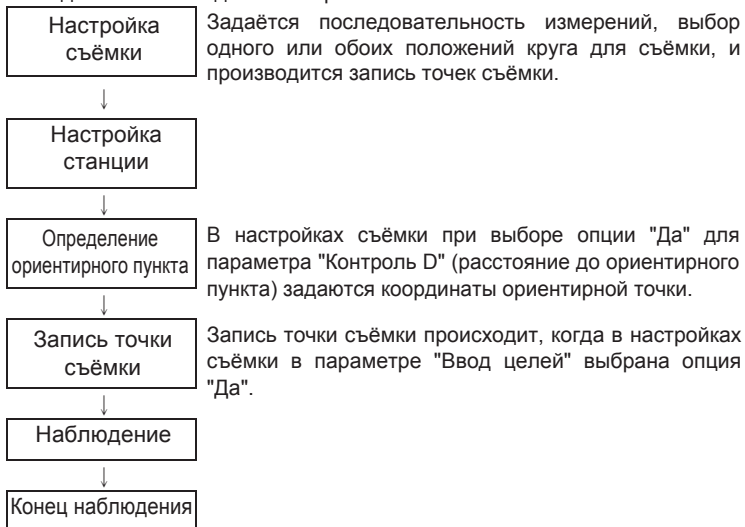 Настройка
съёмки
Задаётся последовательность измерений, выбор
одного или обоих положений круга для съёмки, и
производится запись точек съёмки.
Настройка
станции
Определение
ориентирного пункта
В настройках съёмки при выборе опции "Да" для
параметра "Контроль D" (расстояние до ориентирного
пункта) задаются координаты ориентирной точки.
Запись точки
съёмки
Запись точки съёмки происходит, когда в настройках
съёмки в параметре "Ввод целей" выбрана опция
"Да".
Наблюдение
Конец наблюдения